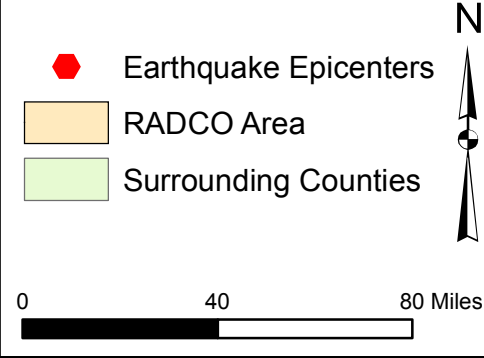 N
Earthquake Epicenters
RADCO Area
Surrounding Counties
0 40 80 Miles